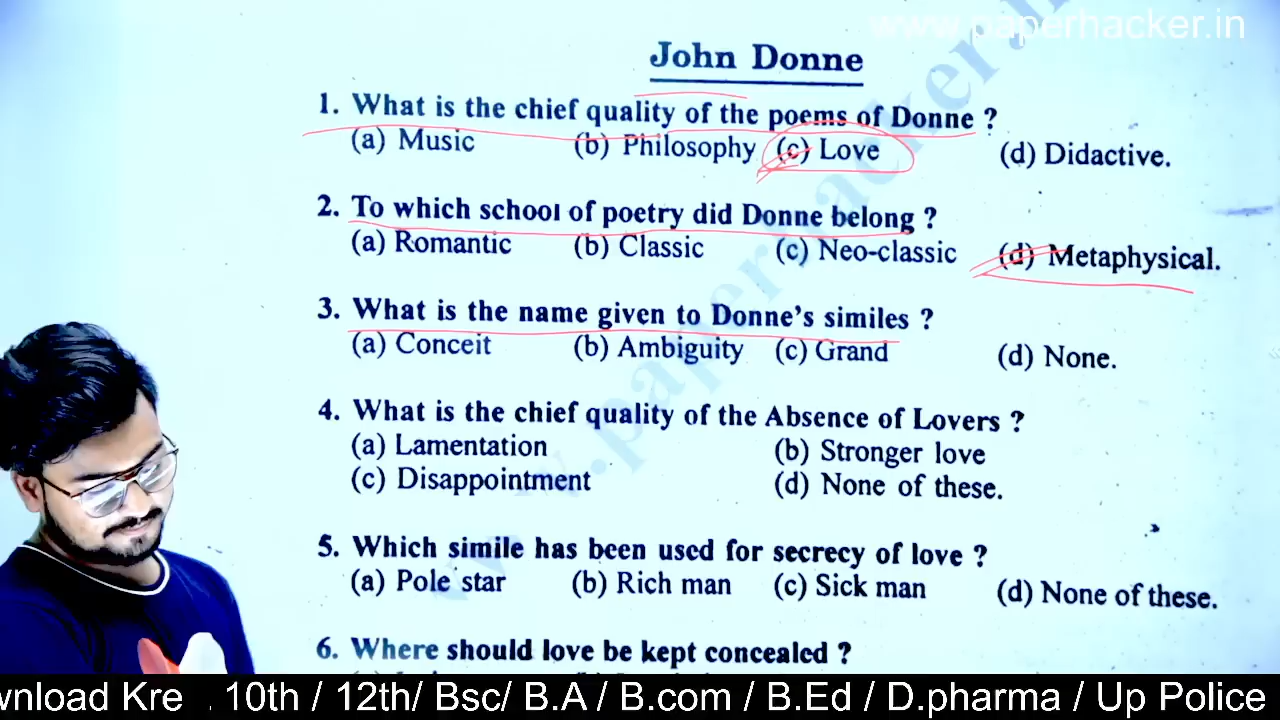 www.paperhacker.in
John Donne
1. What is the chief quality of the poems of Donne ?
(a) Music (b) Philosophy (c) Love (d) Didactive.
2. To which school of poetry did Donne belong ?
(a) Romantic (b) Classic (c) Neo-classic (d) Metaphysical.
3. What is the name given to Donne's similes ?
(a) Conceit (b) Ambiguity (c) Grand (d) None.
4. What is the chief quality of the Absence of Lovers ?
(a) Lamentation (b) Stronger love
(c) Disappointment (d) None of these.
5. Which simile has been used for secrecy of love ?
(a) Pole star (b) Rich man (c) Sick man (d) None of these.
6. Where should love be kept concealed ?
wnload Kre . 10th / 12th/ Bsc/ B.A / B.com / B.Ed / D.pharma / Up Police